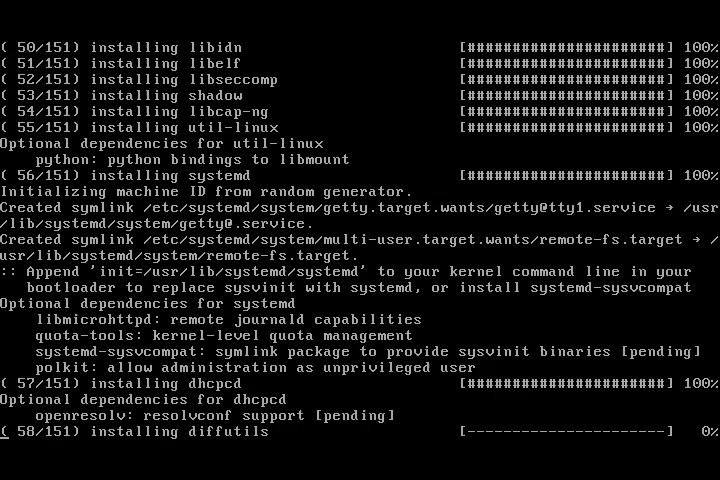 ( 50/151) installing libidn                        [######################] 100%
( 51/151) installing libelf                        [######################] 100%
( 52/151) installing libseccomp                    [######################] 100%
( 53/151) installing shadow                        [######################] 100%
( 54/151) installing libcap-ng                     [######################] 100%
( 55/151) installing util-linux                    [######################] 100%
Optional dependencies for util-linux
    python: python bindings to libmount
( 56/151) installing systemd                       [######################] 100%
Initializing machine ID from random generator.
Created symlink /etc/systemd/system/getty.target.wants/getty@tty1.service → /usr
/lib/systemd/system/getty@.service.
Created symlink /etc/systemd/system/multi-user.target.wants/remote-fs.target → /
usr/lib/systemd/system/remote-fs.target.
:: Append 'init=/usr/lib/systemd/systemd' to your kernel command line in your
   bootloader to replace sysvinit with systemd, or install systemd-sysvcompat
Optional dependencies for systemd
    libmicrohttpd: remote journald capabilities
    quota-tools: kernel-level quota management
    systemd-sysvcompat: symlink package to provide sysvinit binaries [pending]
    polkit: allow administration as unprivileged user
( 57/151) installing dhcpcd                        [######################] 100%
Optional dependencies for dhcpcd
    openresolv: resolvconf support [pending]
( 58/151) installing diffutils                     [----------------------]   0%